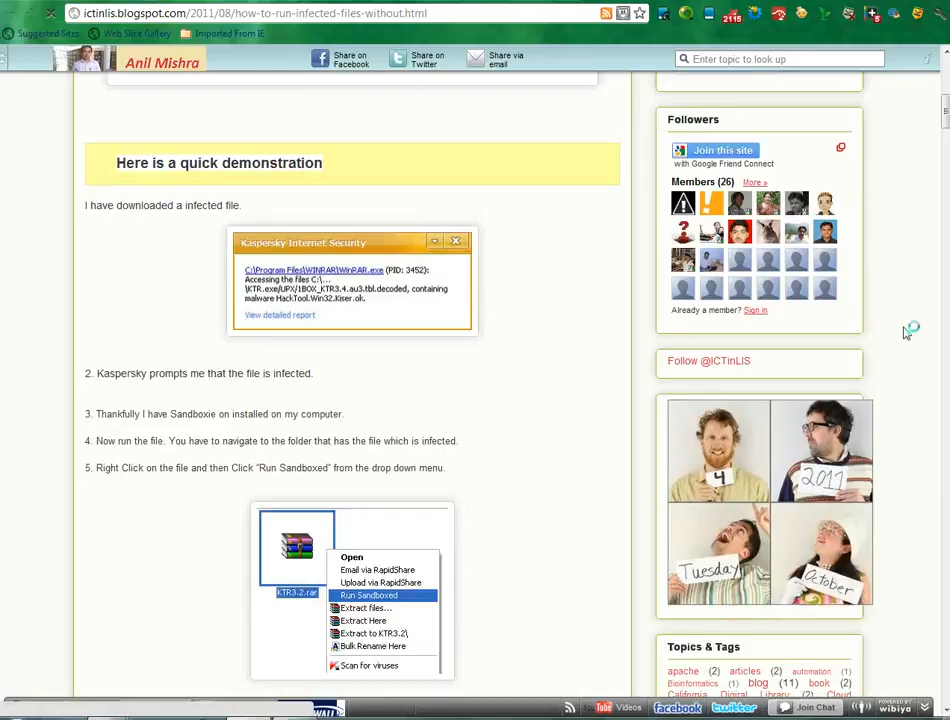 ictinlis.blogspot.com/2011/08/how-to-run-infected-files-without.html
2115
Suggested Sites
Web Slice Gallery
Imported From IE
Anil Mishra
Share on
Facebook
Share on
Twitter
Share via
email
Enter topic to look up
Here is a quick demonstration
I have downloaded a infected file.
Kaspersky Internet Security
C:\Program Files\WINRAR\WinRAR.exe (PID: 3452):
Accessing the files C:\...
\KTR.exe/UPX/1BOX_KTR3.4.au3.tbl.decoded, containing
malware HackTool.Win32.Kiser.ok.
View detailed report
2. Kaspersky prompts me that the file is infected.
3. Thankfully I have Sandboxie on installed on my computer.
4. Now run the file. You have to navigate to the folder that has the file which is infected.
5. Right Click on the file and then Click “Run Sandboxed” from the drop down menu.
KTR3.2.rar
Open
Email via RapidShare
Upload via RapidShare
Run Sandboxed
Extract files...
Extract Here
Extract to KTR3.2\
Bulk Rename Here
Scan for viruses
Followers
Join this site
with Google Friend Connect
Members (26) More »
Already a member? Sign in
Follow @ICTinLIS
4
2011
Tuesday
October
Topics & Tags
apache (2) articles (2) automation (1)
Bioinformatics (1) blog (11) book (2)
California Digital Library (2) Cloud
YouTube Videos
facebook
twitter
Join Chat
wibiya